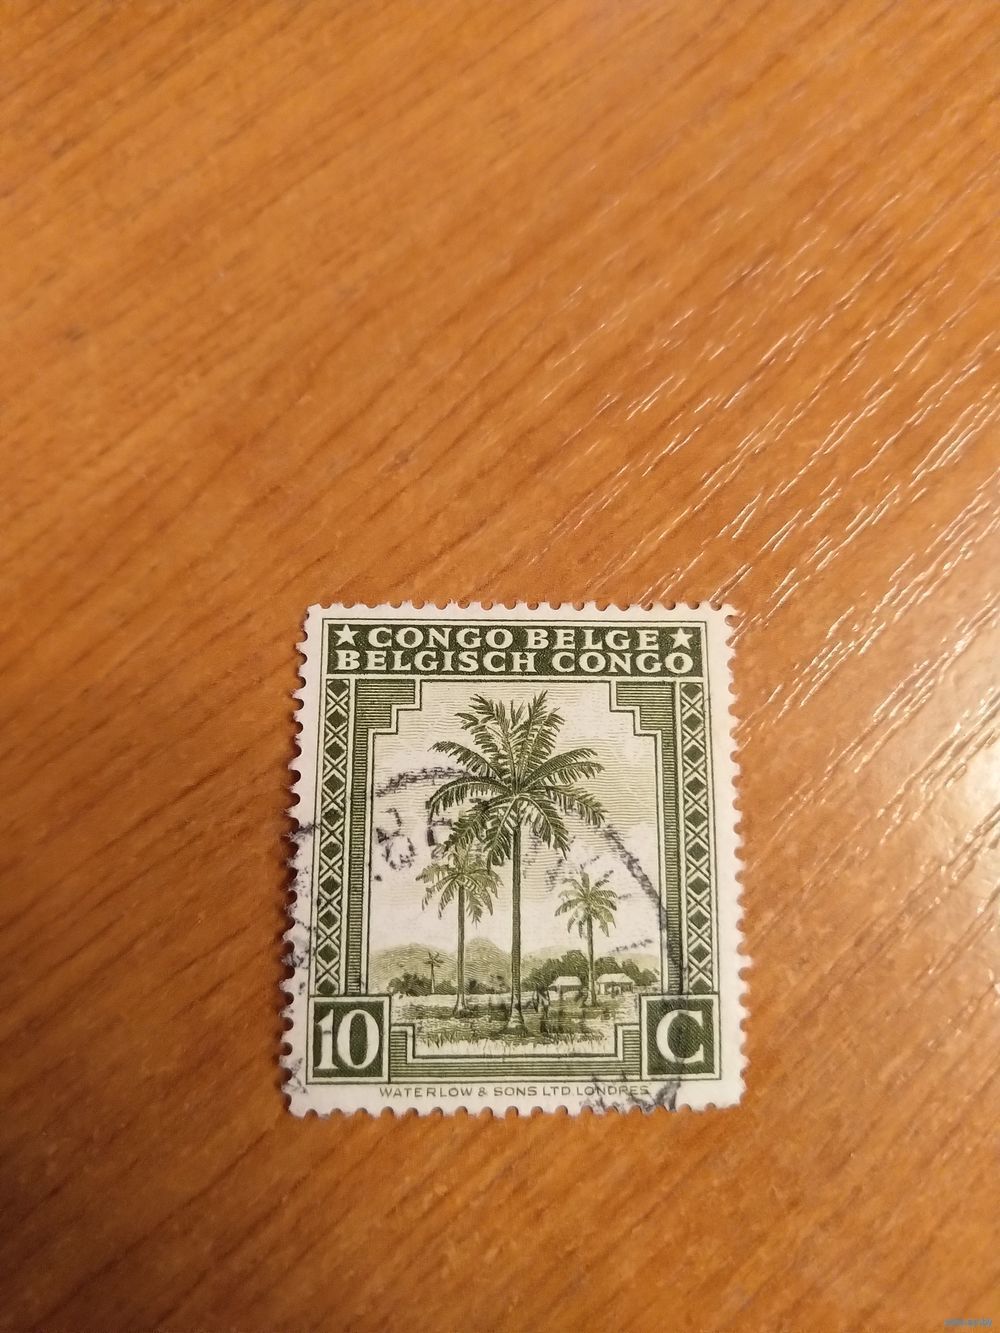 ★ CONGO BELGE ★
BELGISCH CONGO
10 C
WATERLOW & SONS LTD. LONDRES